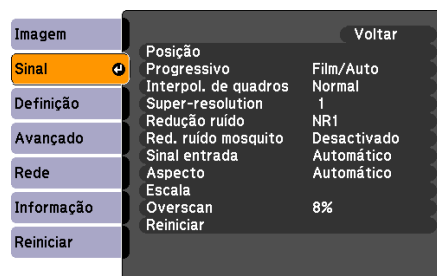 Imagem
Sinal
Definição
Avançado
Rede
Informação
Reiniciar
Voltar
Posição
Progressivo Film/Auto
Interpol. de quadros Normal
Super-resolution 1
Redução ruído NR1
Red. ruído mosquito Desactivado
Sinal entrada Automático
Aspecto Automático
Escala
Overscan 8%
Reiniciar